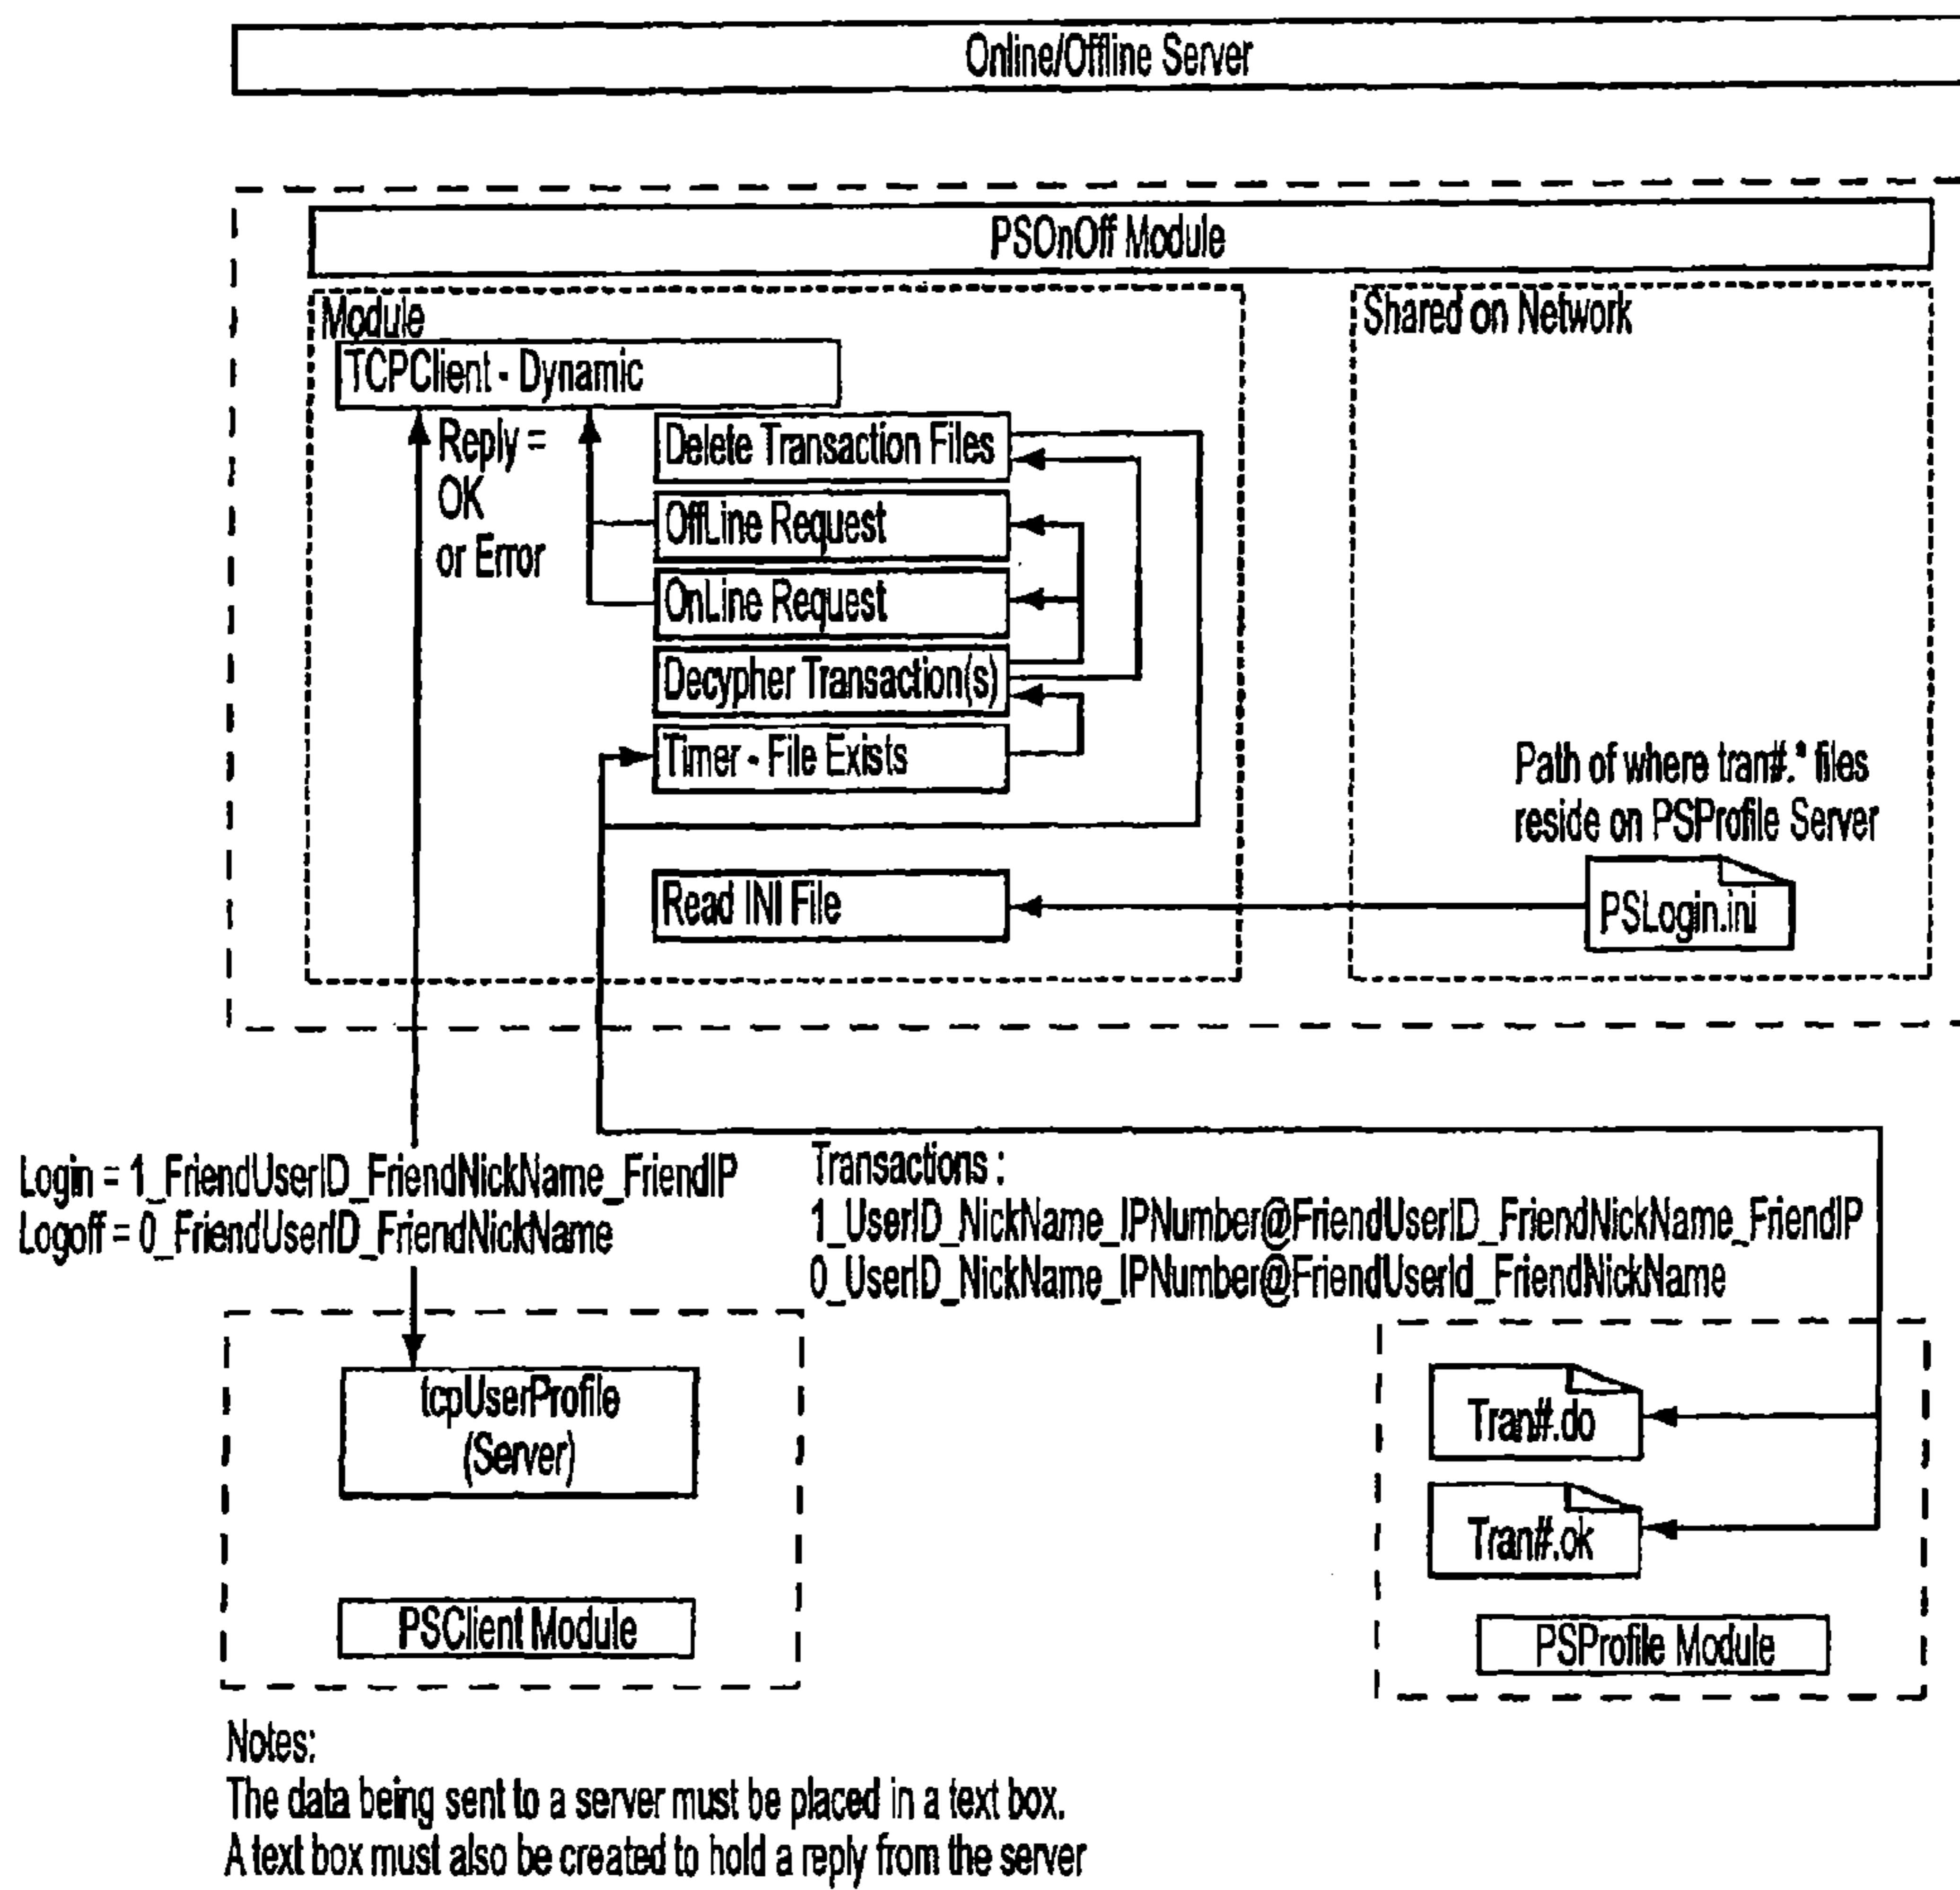 Online/Offline Server
PSOnOff Module
Module
Shared on Network
TCPClient - Dynamic
Reply =
OK
or Error
Delete Transaction Files
OffLine Request
OnLine Request
Decypher Transaction(s)
Timer - File Exists
Path of where tran#.* files
reside on PSProfile Server
Read INI File
PSLogin.ini
Login = 1_FriendUserID_FriendNickName_FriendIP
Logoff = 0_FriendUserID_FriendNickName
Transactions :
1_UserID_NickName_IPNumber@FriendUserID_FriendNickName_FriendIP
0_UserID_NickName_IPNumber@FriendUserId_FriendNickName
tcpUserProfile
(Server)
PSClient Module
Tran#.do
Tran#.ok
PSProfile Module
Notes:
The data being sent to a server must be placed in a text box.
A text box must also be created to hold a reply from the server